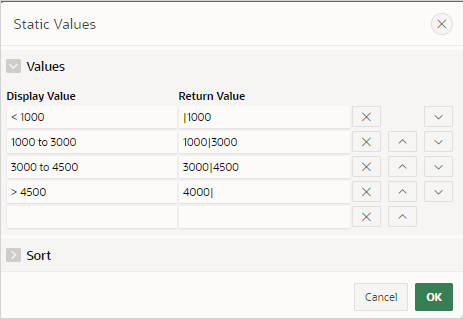 Static Values
Values
Display Value Return Value
< 1000 |1000
1000 to 3000 1000|3000
3000 to 4500 3000|4500
> 4500 4000|
Sort
Cancel OK